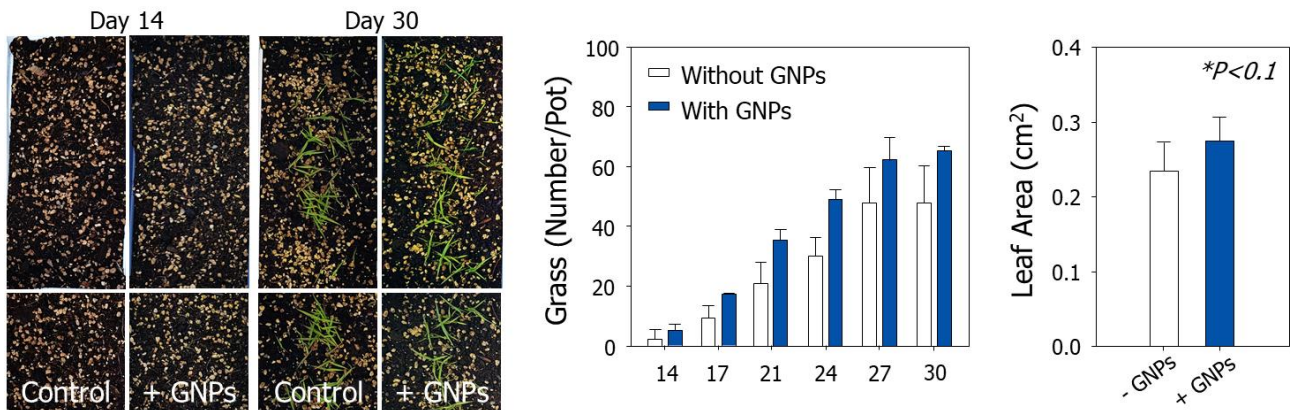 Day 14
Day 30
Control
+ GNPs
Control
+ GNPs
Grass (Number/Pot)
100
80
60
40
20
0
Without GNPs
With GNPs
14 17 21 24 27 30
Leaf Area (cm²)
0.4
0.3
0.2
0.1
0.0
*P<0.1
- GNPs
+ GNPs